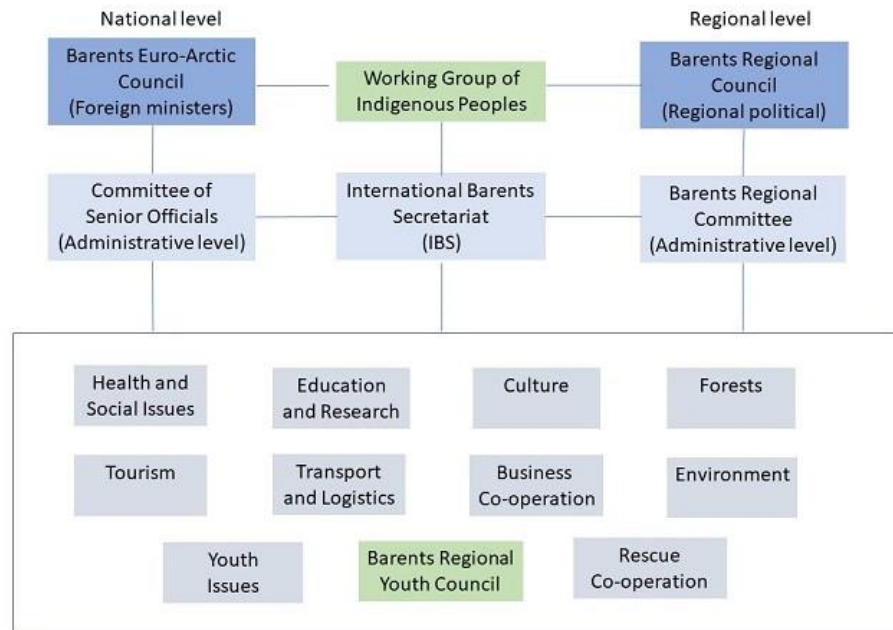 National level
Regional level
Barents Euro-Arctic
Council
(Foreign ministers)
Working Group of
Indigenous Peoples
Barents Regional
Council
(Regional political)
Committee of
Senior Officials
(Administrative level)
International Barents
Secretariat
(IBS)
Barents Regional
Committee
(Administrative level)
Health and
Social Issues
Education
and Research
Culture
Forests
Tourism
Transport
and Logistics
Business
Co-operation
Environment
Youth
Issues
Barents Regional
Youth Council
Rescue
Co-operation